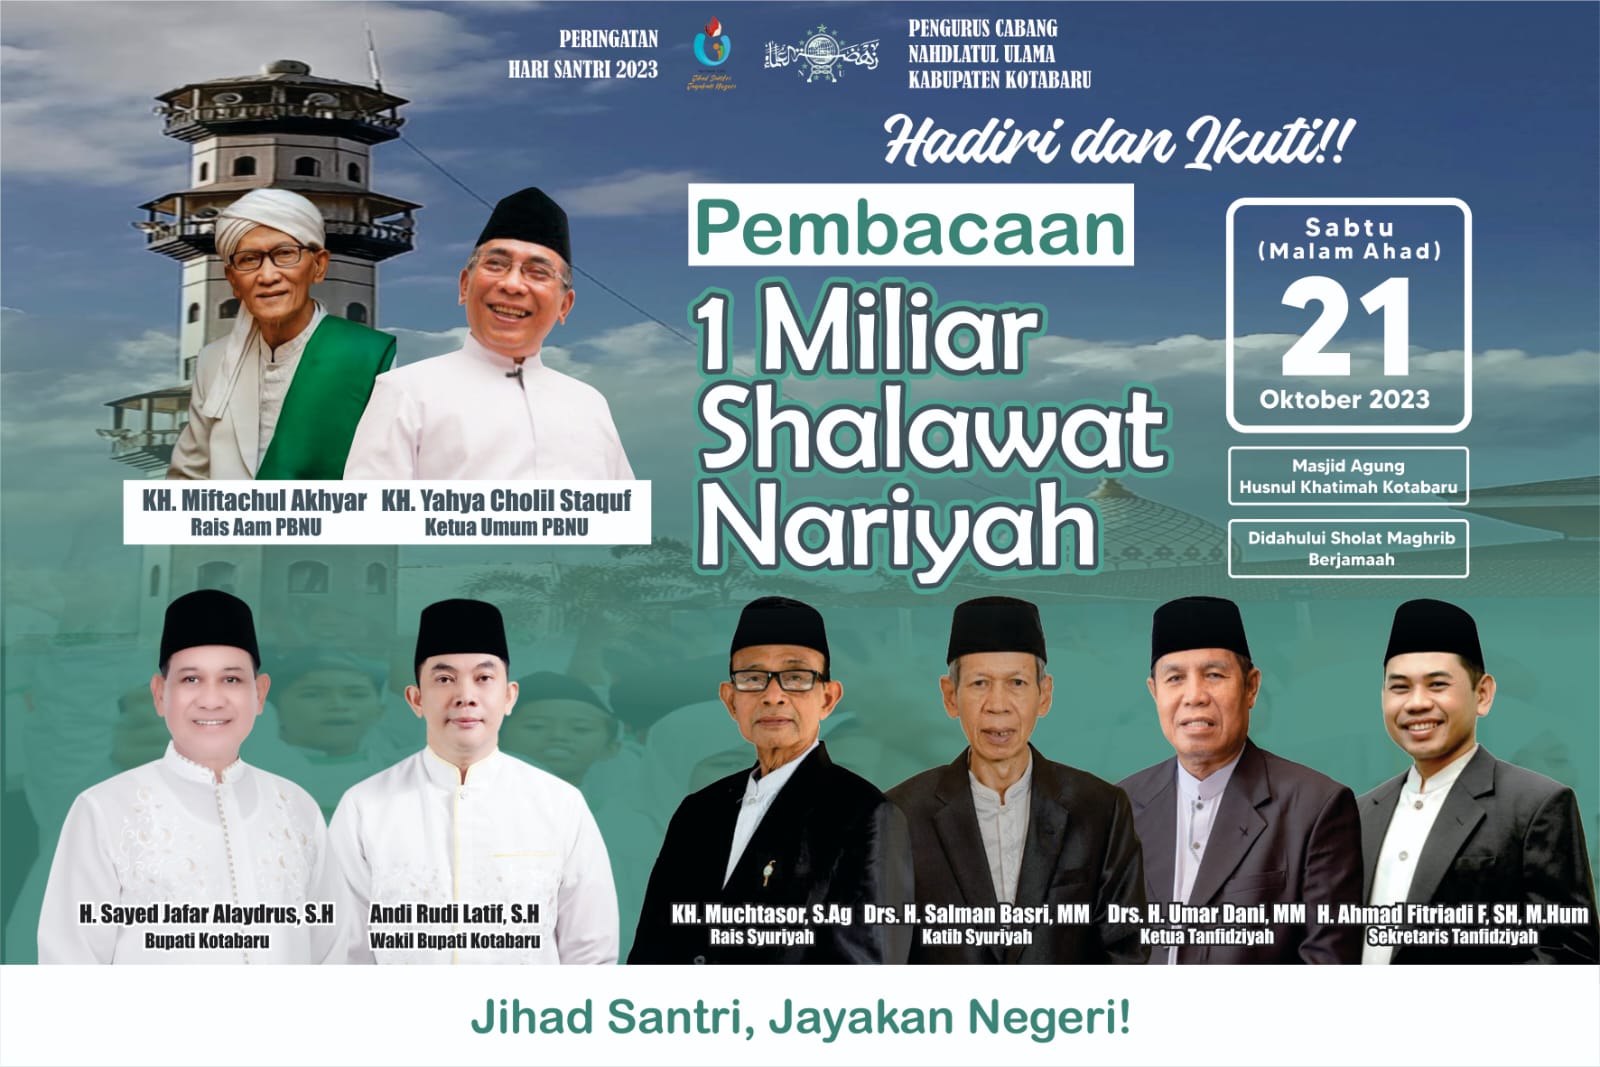 PERINGATAN
HARI SANTRI 2023
Jihad Santri
Jayakan Negeri
N U
PENGURUS CABANG
NAHDLATUL ULAMA
KABUPATEN KOTABARU
Hadiri dan Ikuti!!
Pembacaan
1 Miliar
Shalawat
Nariyah
Sabtu
(Malam Ahad)
21
Oktober 2023
Masjid Agung
Husnul Khatimah Kotabaru
Didahului Sholat Maghrib
Berjamaah
KH. Miftachul Akhyar
Rais Aam PBNU
KH. Yahya Cholil Staquf
Ketua Umum PBNU
H. Sayed Jafar Alaydrus, S.H
Bupati Kotabaru
Andi Rudi Latif, S.H
Wakil Bupati Kotabaru
KH. Muchtasor, S.Ag
Rais Syuriyah
Drs. H. Salman Basri, MM
Katib Syuriyah
Drs. H. Umar Dani, MM
Ketua Tanfidziyah
H. Ahmad Fitriadi F, SH, M.Hum
Sekretaris Tanfidziyah
Jihad Santri, Jayakan Negeri!